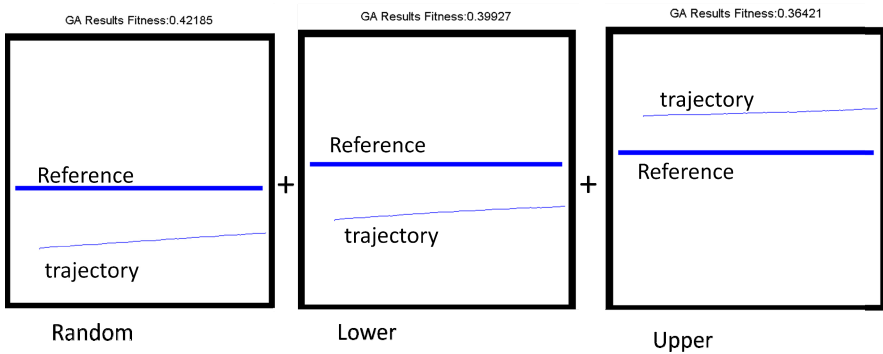 GA Results Fitness:0.42185
Reference
trajectory
Random
+
GA Results Fitness:0.39927
Reference
trajectory
Lower
+
GA Results Fitness:0.36421
trajectory
Reference
Upper